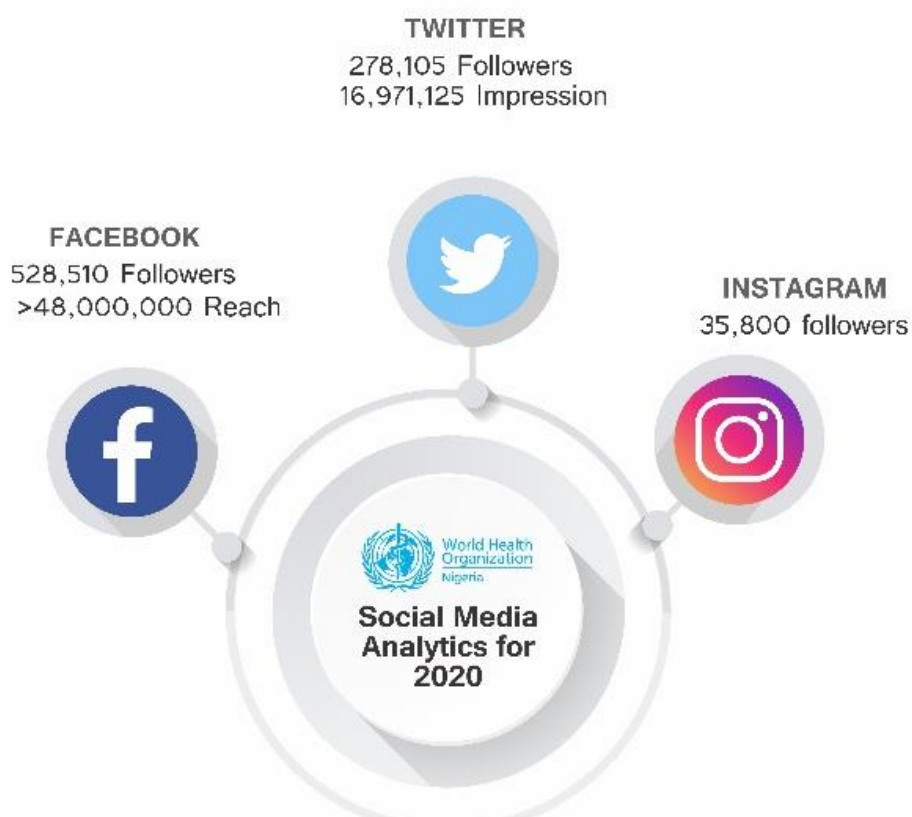 TWITTER
278,105 Followers
16,971,125 Impression
FACEBOOK
528,510 Followers
>48,000,000 Reach
INSTAGRAM
35,800 followers
World Health
Organization
Nigeria
Social Media
Analytics for
2020